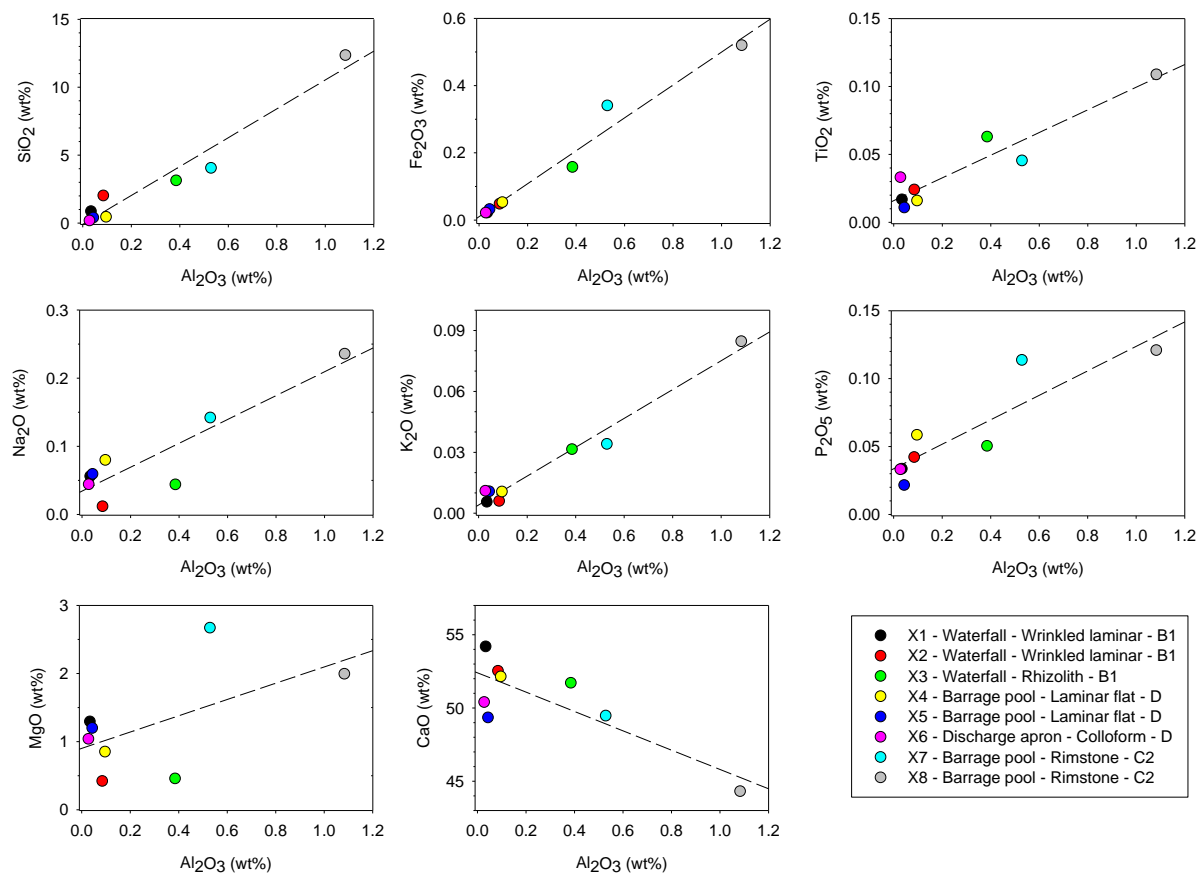 15
10
5
0
SiO2 (wt%)
0.0 0.2 0.4 0.6 0.8 1.0 1.2
Al2O3 (wt%)
0.6
0.4
0.2
0.0
Fe2O3 (wt%)
0.0 0.2 0.4 0.6 0.8 1.0 1.2
Al2O3 (wt%)
0.15
0.10
0.05
0.00
TiO2 (wt%)
0.0 0.2 0.4 0.6 0.8 1.0 1.2
Al2O3 (wt%)
0.3
0.2
0.1
0.0
Na2O (wt%)
0.0 0.2 0.4 0.6 0.8 1.0 1.2
Al2O3 (wt%)
0.09
0.06
0.03
0.00
K2O (wt%)
0.0 0.2 0.4 0.6 0.8 1.0 1.2
Al2O3 (wt%)
0.15
0.10
0.05
0.00
P2O5 (wt%)
0.0 0.2 0.4 0.6 0.8 1.0 1.2
Al2O3 (wt%)
3
2
1
0
MgO (wt%)
0.0 0.2 0.4 0.6 0.8 1.0 1.2
Al2O3 (wt%)
55
50
45
CaO (wt%)
0.0 0.2 0.4 0.6 0.8 1.0 1.2
Al2O3 (wt%)
X1 - Waterfall - Wrinkled laminar - B1
X2 - Waterfall - Wrinkled laminar - B1
X3 - Waterfall - Rhizolith - B1
X4 - Barrage pool - Laminar flat - D
X5 - Barrage pool - Laminar flat - D
X6 - Discharge apron - Colloform - D
X7 - Barrage pool - Rimstone - C2
X8 - Barrage pool - Rimstone - C2